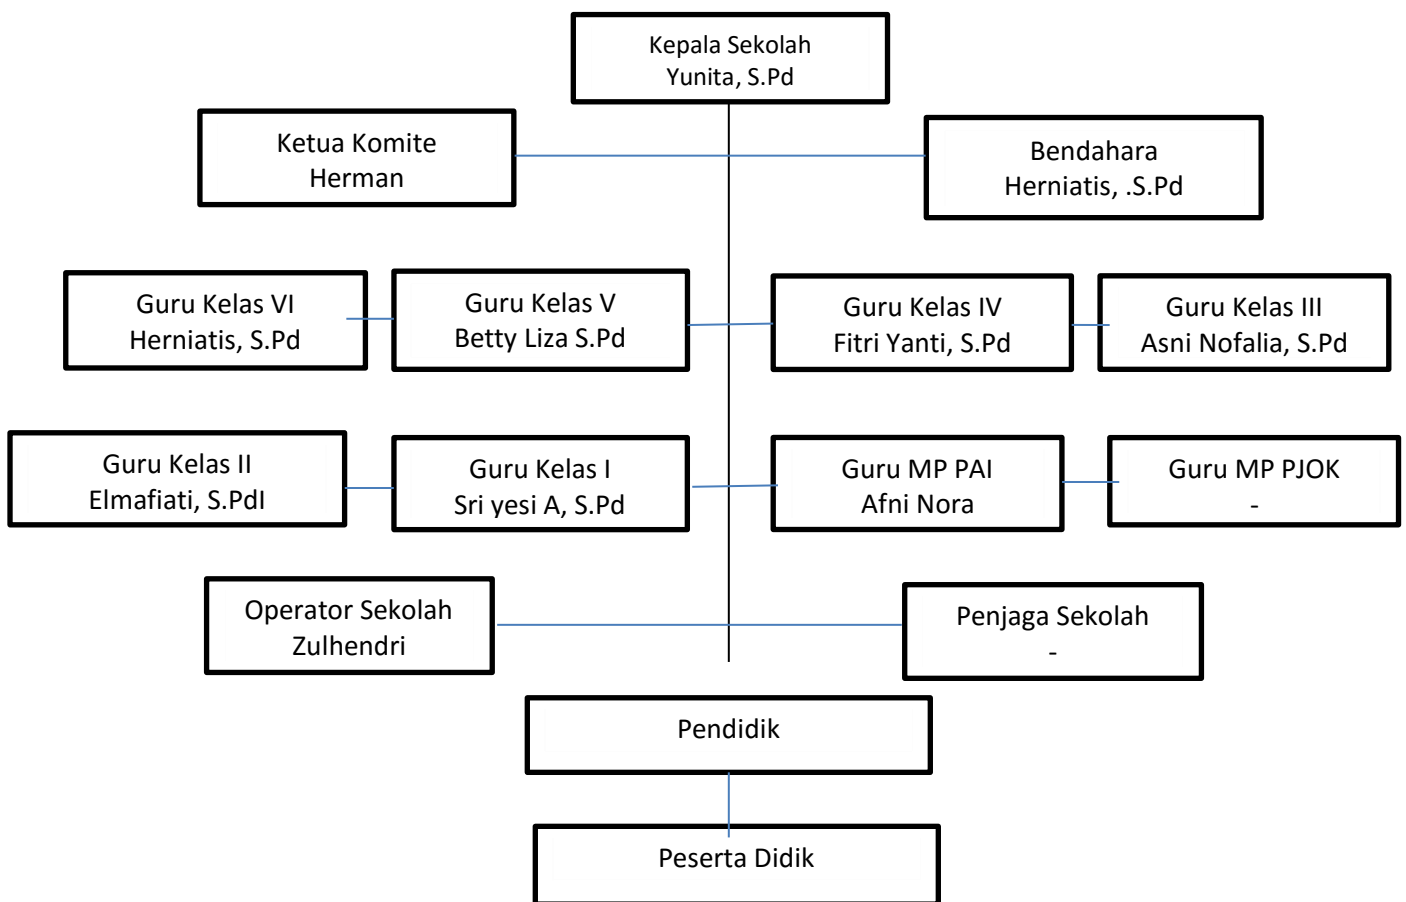 Kepala Sekolah
Yunita, S.Pd
Ketua Komite
Herman
Bendahara
Herniatis, .S.Pd
Guru Kelas VI
Herniatis, S.Pd
Guru Kelas V
Betty Liza S.Pd
Guru Kelas IV
Fitri Yanti, S.Pd
Guru Kelas III
Asni Nofalia, S.Pd
Guru Kelas II
Elmafiati, S.PdI
Guru Kelas I
Sri yesi A, S.Pd
Guru MP PAI
Afni Nora
Guru MP PJOK
-
Operator Sekolah
Zulhendri
Penjaga Sekolah
-
Pendidik
Peserta Didik